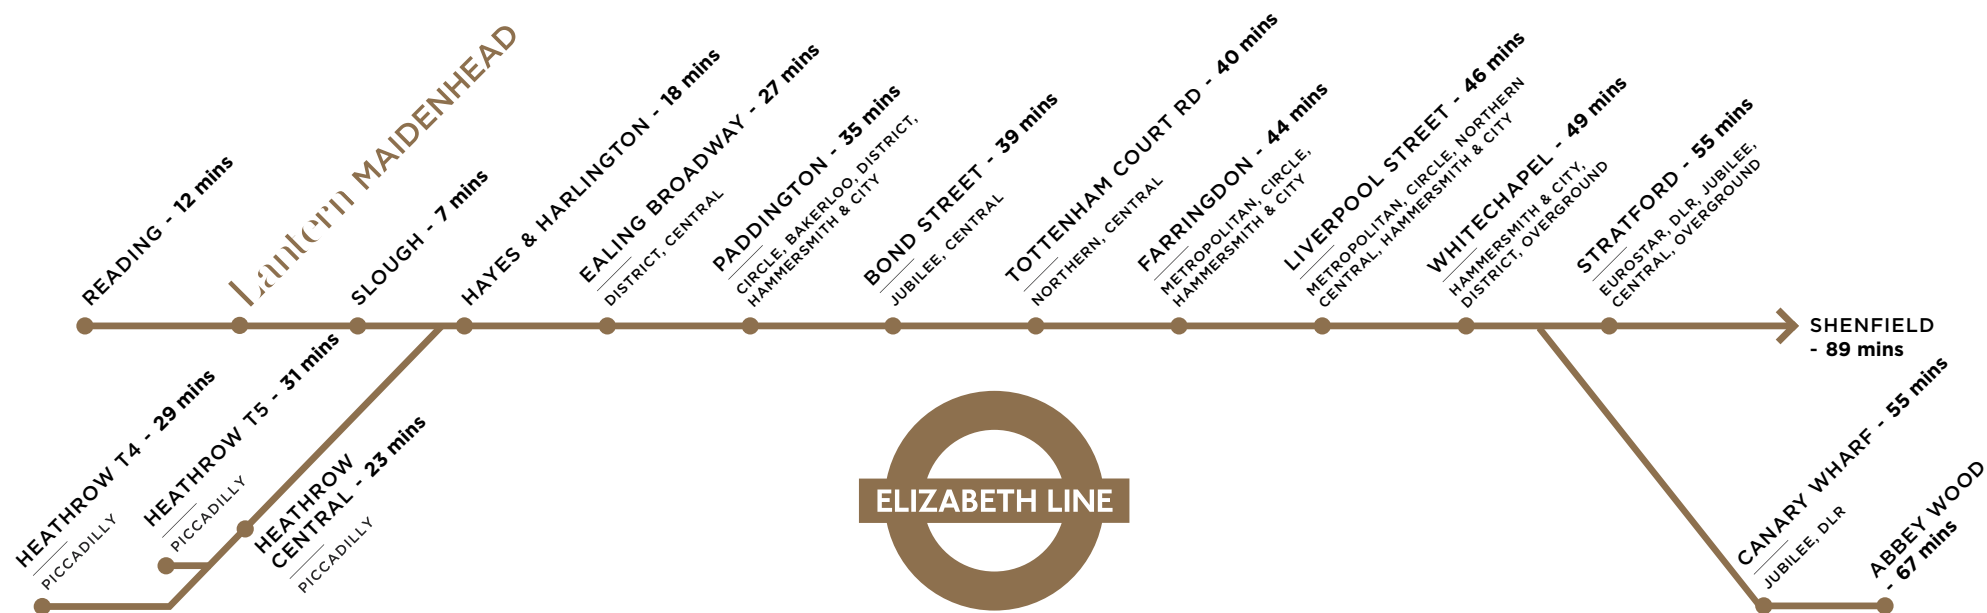 READING - 12 mins
Lantern MAIDENHEAD
SLOUGH - 7 mins
HAYES & HARLINGTON - 18 mins
EALING BROADWAY - 27 mins
DISTRICT, CENTRAL
PADDINGTON - 35 mins
CIRCLE, BAKERLOO, DISTRICT,
HAMMERSMITH & CITY
BOND STREET - 39 mins
JUBILEE, CENTRAL
TOTTENHAM COURT RD - 40 mins
NORTHERN, CENTRAL
FARRINGDON - 44 mins
METROPOLITAN, CIRCLE,
HAMMERSMITH & CITY
LIVERPOOL STREET - 46 mins
METROPOLITAN, CIRCLE, NORTHERN
CENTRAL, HAMMERSMITH & CITY
WHITECHAPEL - 49 mins
HAMMERSMITH & CITY,
DISTRICT, OVERGROUND
STRATFORD - 55 mins
EUROSTAR, DLR, JUBILEE,
CENTRAL, OVERGROUND
SHENFIELD
- 89 mins
HEATHROW T4 - 29 mins
PICCADILLY
HEATHROW T5 - 31 mins
PICCADILLY
HEATHROW
CENTRAL - 23 mins
PICCADILLY
ELIZABETH LINE
CANARY WHARF - 55 mins
JUBILEE, DLR
ABBEY WOOD
- 67 mins